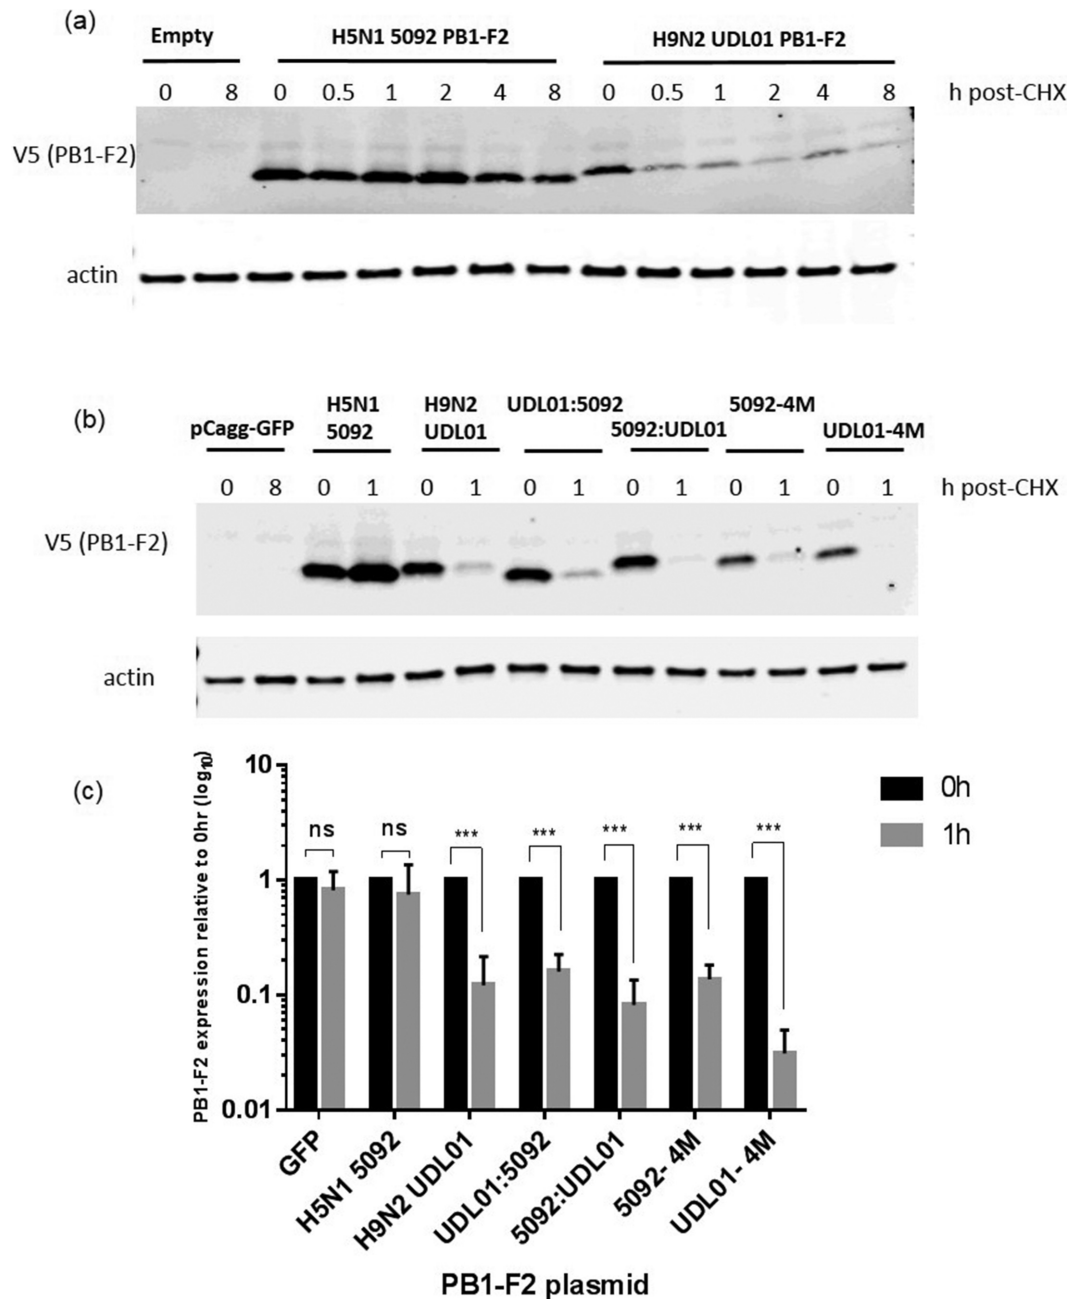 (a)
Empty H5N1 5092 PB1-F2 H9N2 UDL01 PB1-F2
0 8 0 0.5 1 2 4 8 0 0.5 1 2 4 8 h post-CHX
V5 (PB1-F2)
actin
(b)
pCagg-GFP H5N1 5092 H9N2 UDL01 UDL01:5092 5092:UDL01 5092-4M UDL01-4M
0 8 0 1 0 1 0 1 0 1 0 1 0 1 h post-CHX
V5 (PB1-F2)
actin
(c)
PB1-F2 expression relative to 0hr (log10)
10
1
0.1
0.01
ns ns *** *** *** *** ***
0h
1h
GFP
H5N1 5092
H9N2 UDL01
UDL01:5092
5092:UDL01
5092- 4M
UDL01- 4M
PB1-F2 plasmid